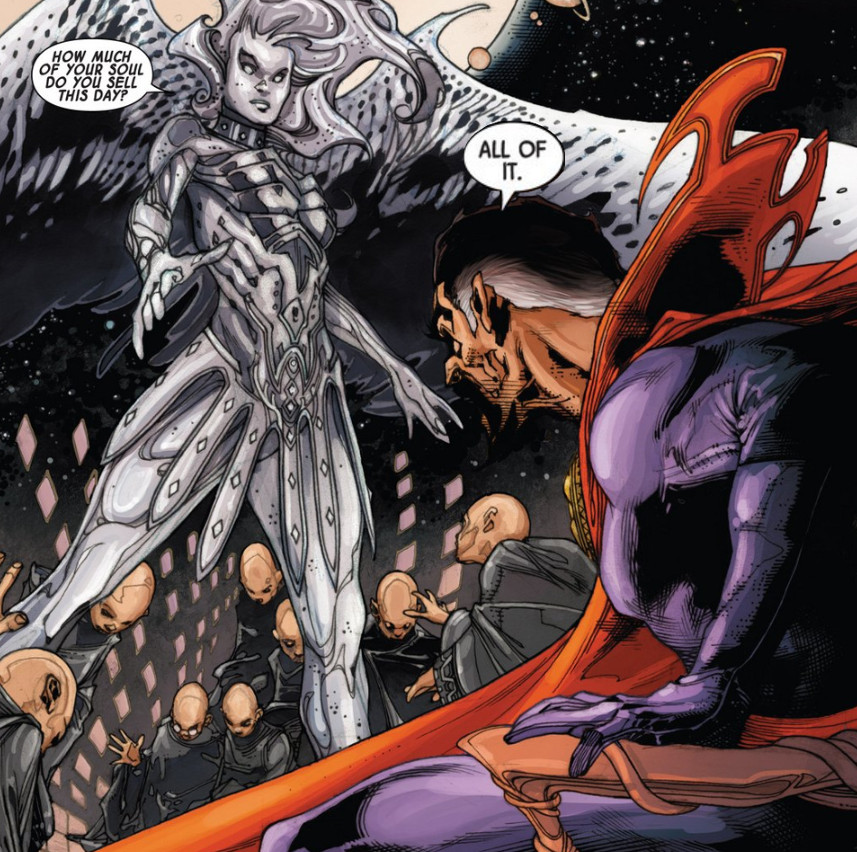 HOW MUCH
OF YOUR SOUL
DO YOU SELL
THIS DAY?
ALL OF
IT.